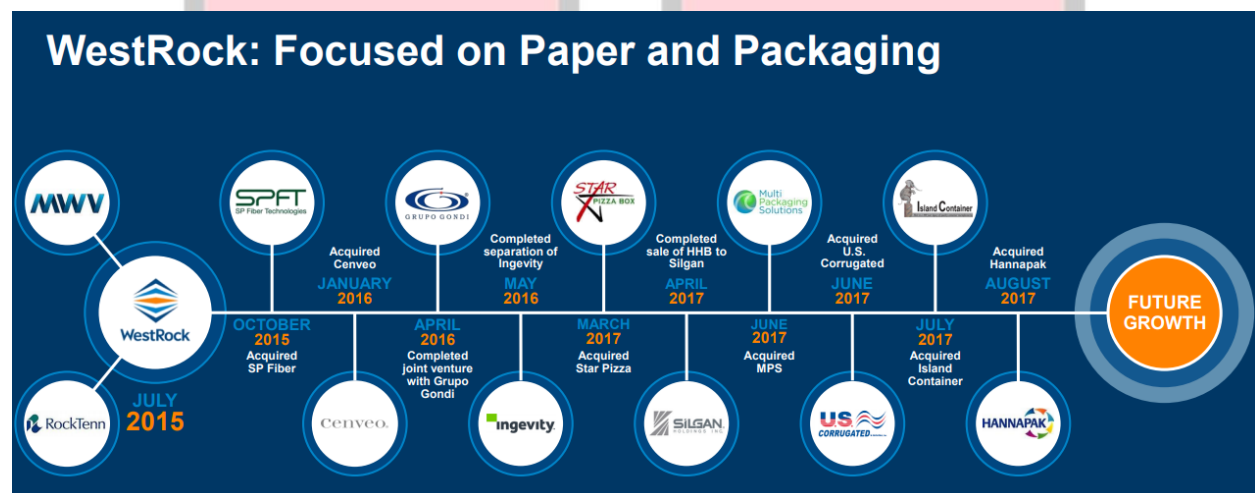 WestRock: Focused on Paper and Packaging
MWV
WestRock
RockTenn
JULY
2015
SPFT
SP Fiber Technologies
OCTOBER
2015
Acquired
SP Fiber
Acquired
Cenveo
JANUARY
2016
CENVEO.
GRUPO GONDI
APRIL
2016
Completed
joint venture
with Grupo
Gondi
Completed
separation of
Ingevity
MAY
2016
ingevity
STAR
PIZZA BOX
MARCH
2017
Acquired
Star Pizza
Completed
sale of HHB to
Silgan
APRIL
2017
SILGAN
HOLDINGS INC.
Multi
Packaging
Solutions
JUNE
2017
Acquired
MPS
Acquired
U.S.
Corrugated
JUNE
2017
U.S.
CORRUGATED
Island Container
JULY
2017
Acquired
Island
Container
Acquired
Hannapak
AUGUST
2017
HANNAPAK
FUTURE
GROWTH